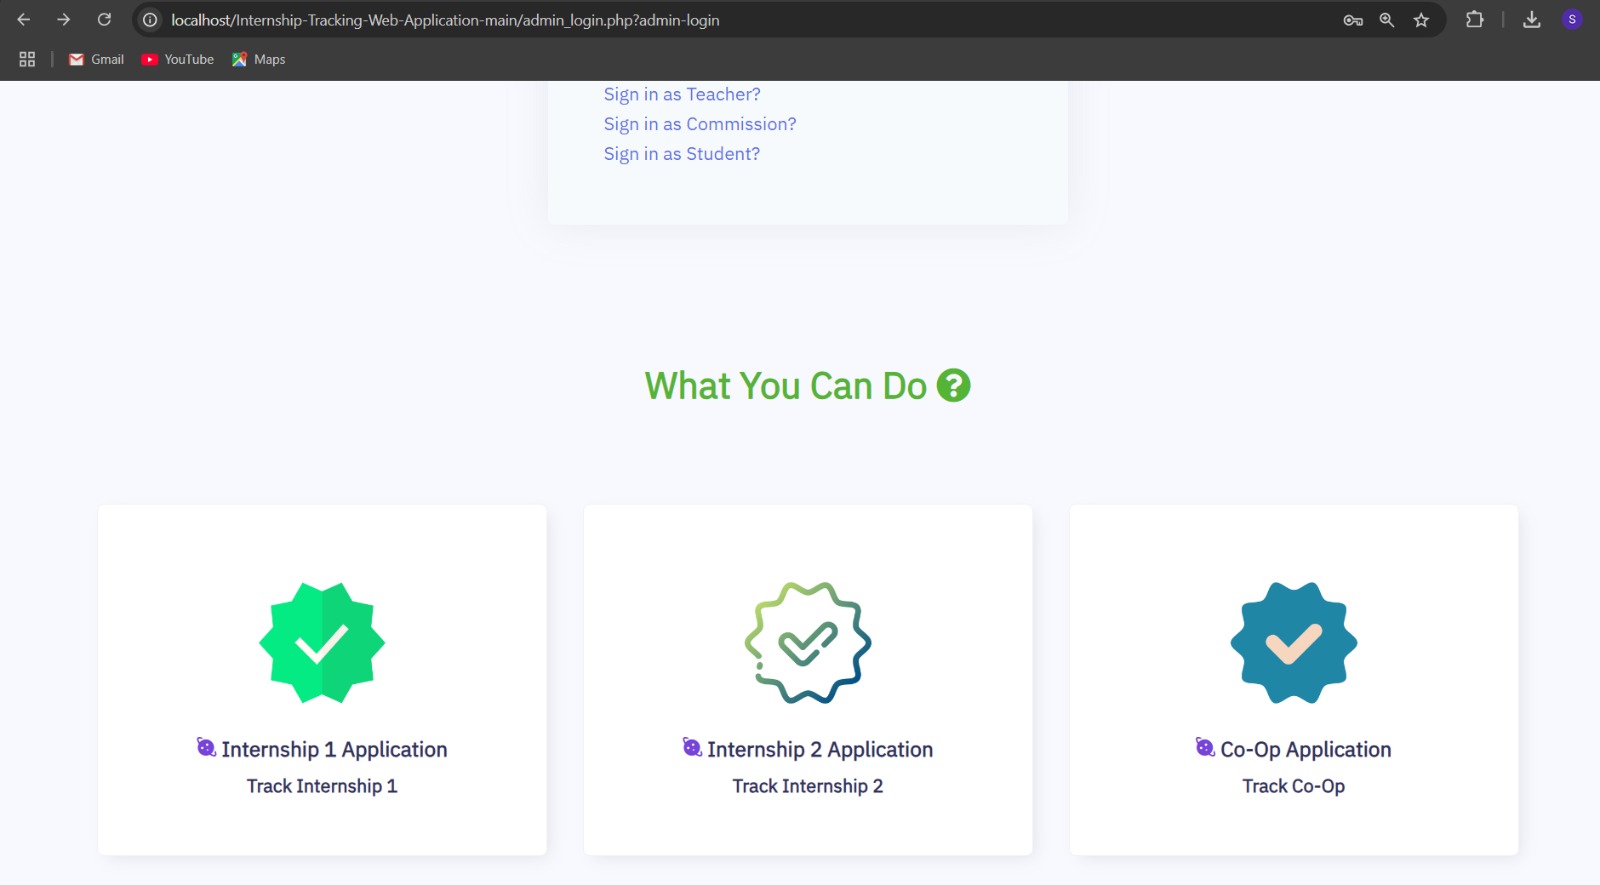 localhost/Internship-Tracking-Web-Application-main/admin_login.php?admin-login
S
Gmail YouTube Maps
Sign in as Teacher?
Sign in as Commission?
Sign in as Student?
What You Can Do ?
Internship 1 Application
Track Internship 1
Internship 2 Application
Track Internship 2
Co-Op Application
Track Co-Op